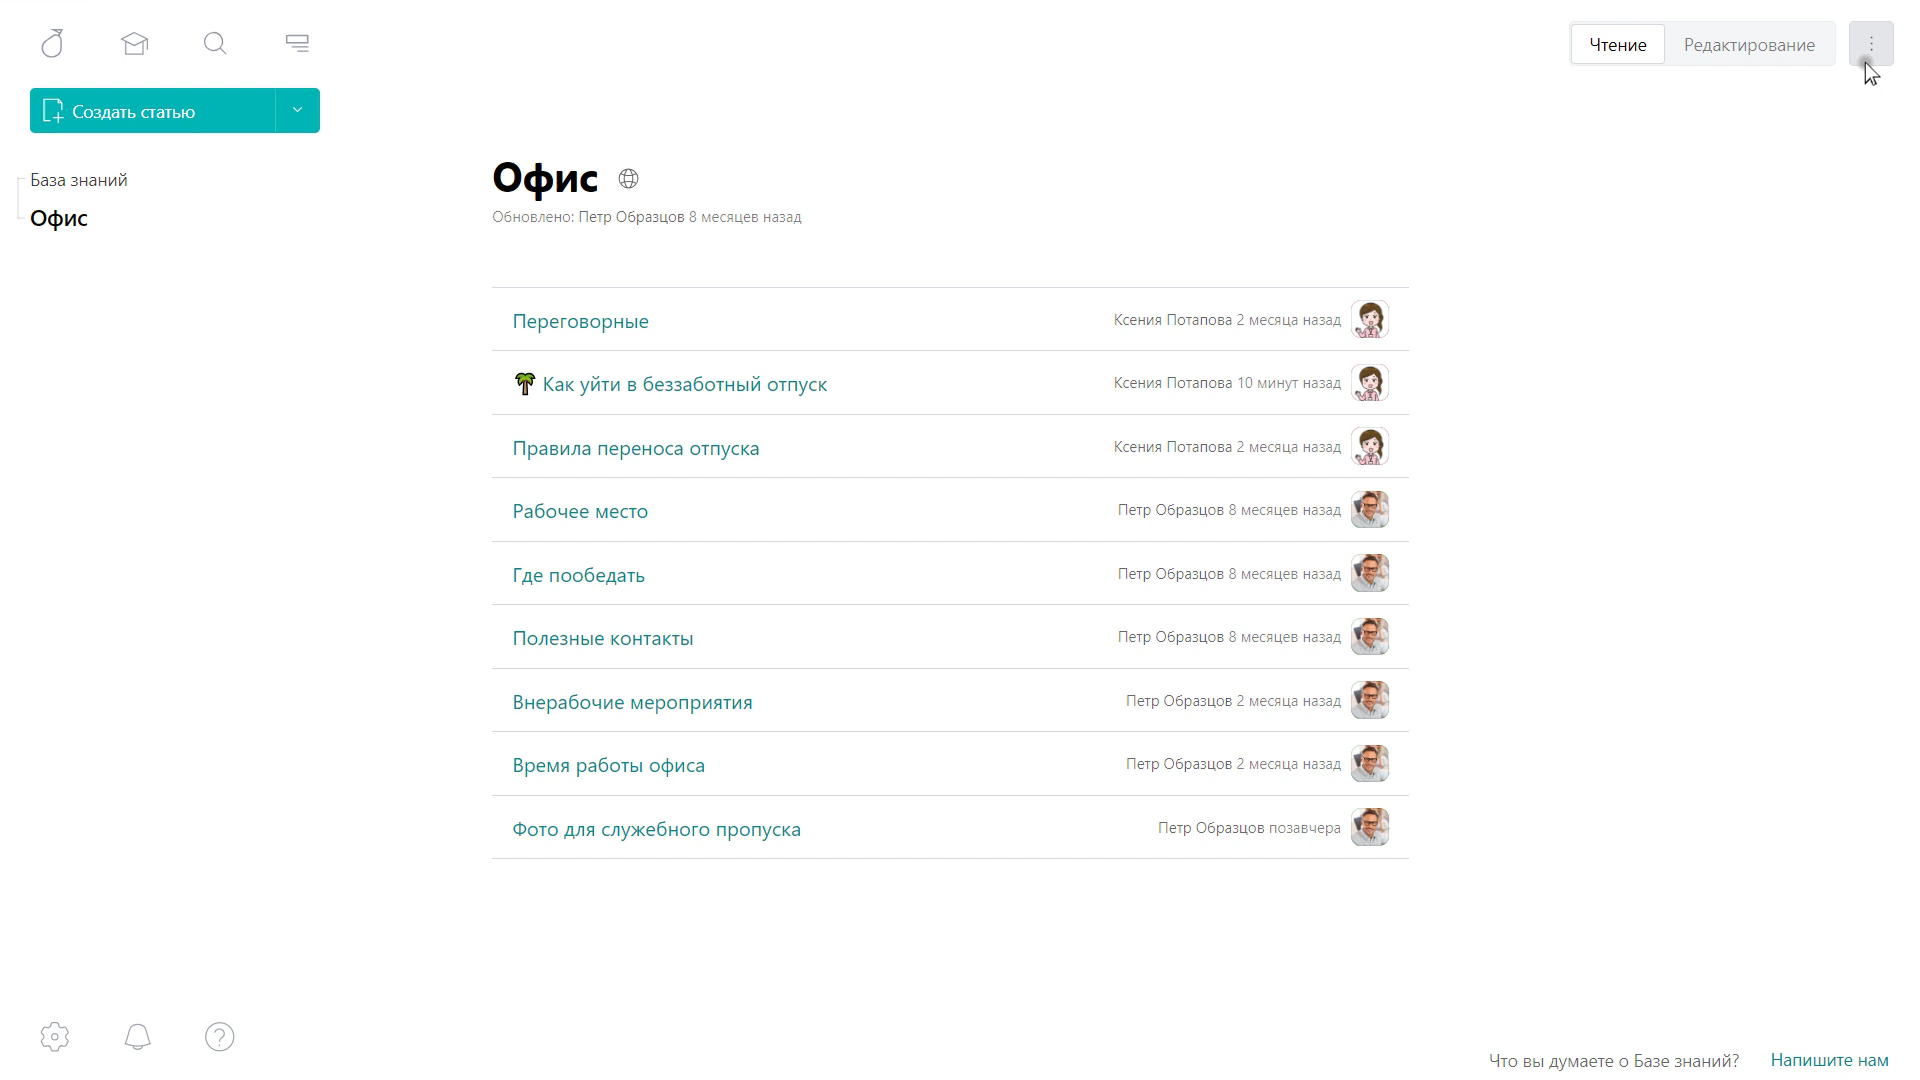 Чтение
Редактирование
Создать статью
База знаний
Офис
Офис
Обновлено: Петр Образцов 8 месяцев назад
Переговорные
Ксения Потапова 2 месяца назад
Как уйти в беззаботный отпуск
Ксения Потапова 10 минут назад
Правила переноса отпуска
Ксения Потапова 2 месяца назад
Рабочее место
Петр Образцов 8 месяцев назад
Где пообедать
Петр Образцов 8 месяцев назад
Полезные контакты
Петр Образцов 8 месяцев назад
Внерабочие мероприятия
Петр Образцов 2 месяца назад
Время работы офиса
Петр Образцов 2 месяца назад
Фото для служебного пропуска
Петр Образцов позавчера
Что вы думаете о Базе знаний?
Напишите нам